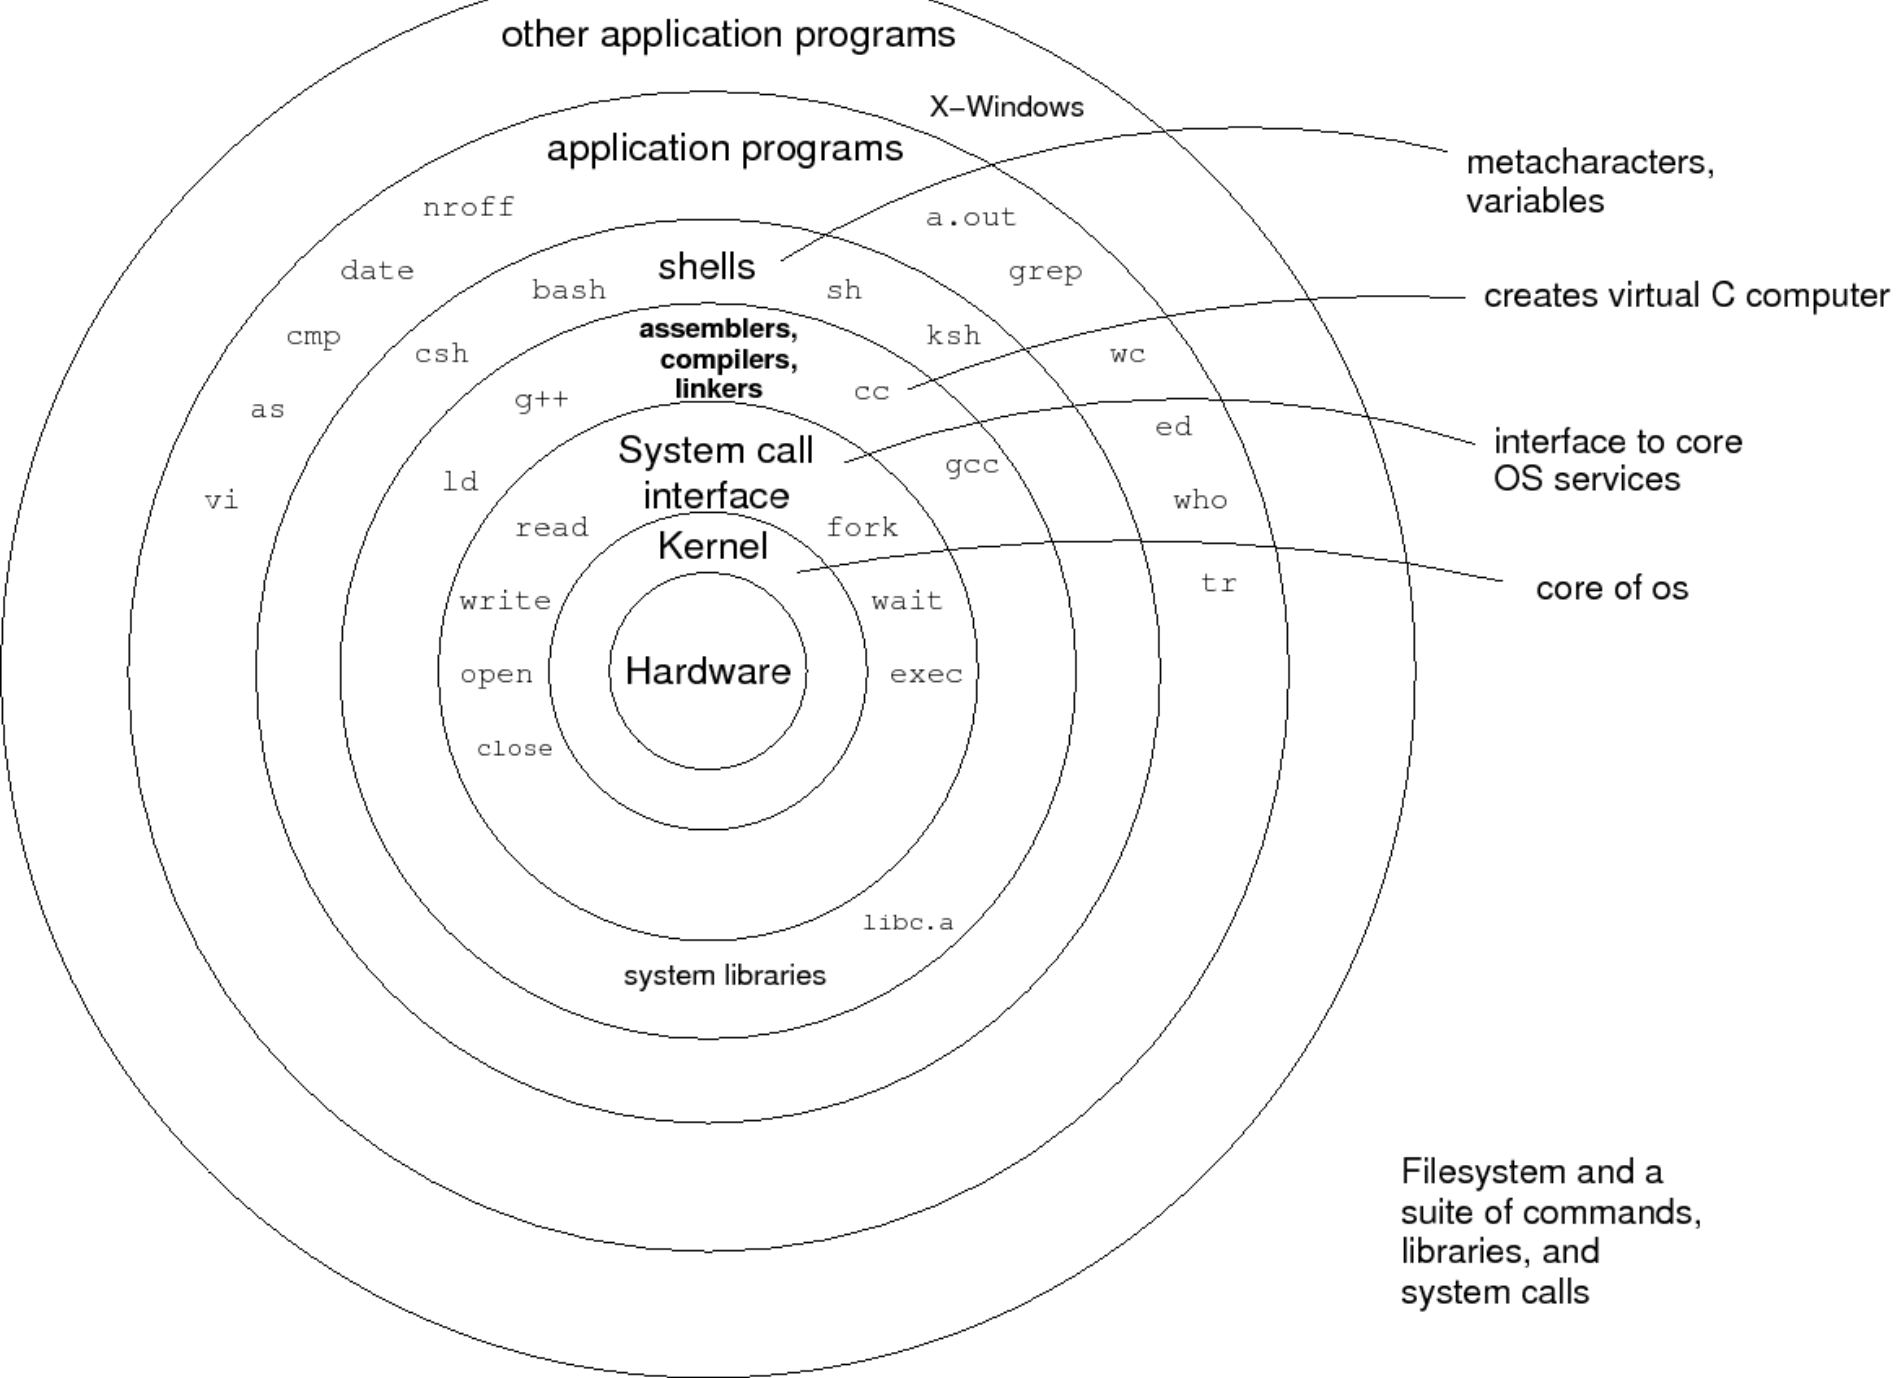 other application programs
X–Windows
application programs
metacharacters,
variables
nroff
a.out
shells
date
grep
bash
sh
creates virtual C computer
assemblers,
compilers,
linkers
cmp
ksh
csh
wc
g++
cc
as
ed
System call
interface
interface to core
OS services
ld
gcc
vi
who
read
fork
Kernel
tr
core of os
write
wait
Hardware
open
exec
close
libc.a
system libraries
Filesystem and a
suite of commands,
libraries, and
system calls